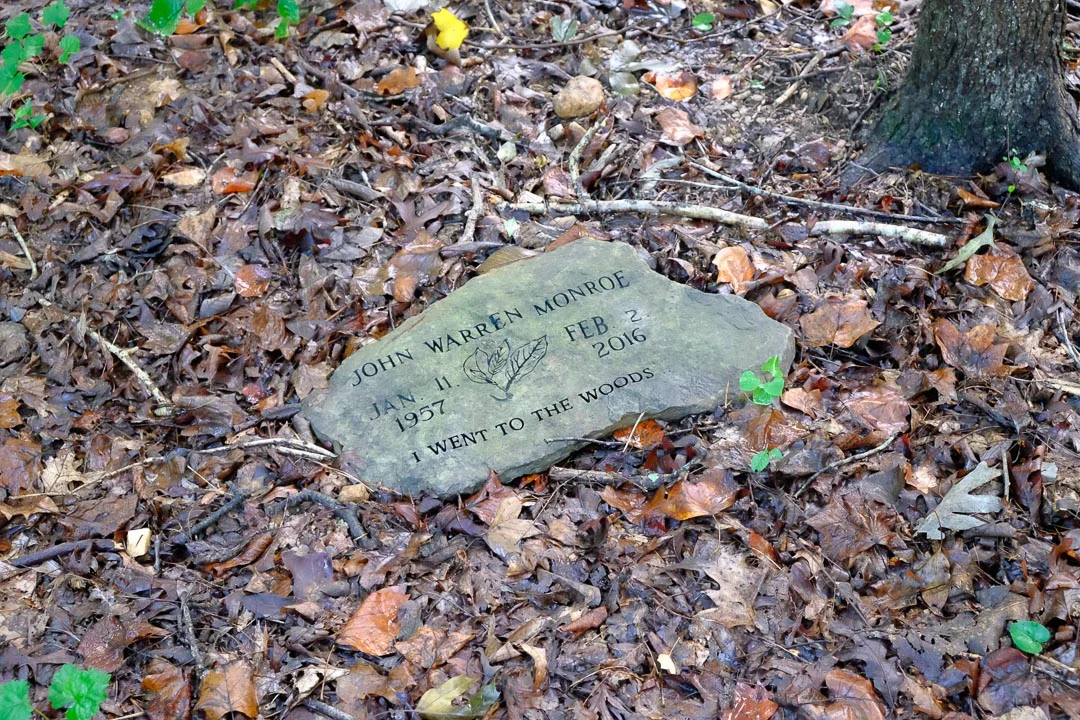 JOHN WARREN MONROE
JAN. 11, FEB. 2
1957 2016
I WENT TO THE WOODS